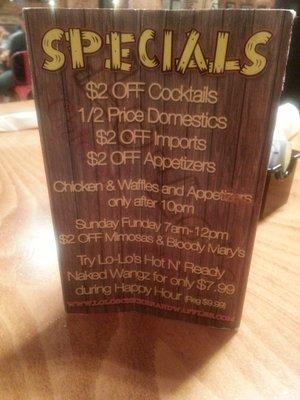 SPECIALS
$2 OFF Cocktails
1/2 Price Domestics
$2 OFF Imports
$2 OFF Appetizers
Chicken & Waffles and Appetizers
only after 10pm
Sunday Funday 7am-12pm
$2 OFF Mimosas & Bloody Mary's
Try Lo-Lo's Hot N' Ready
Naked Wangz for only $7.99
during Happy Hour (Reg $9.99)
WWW.LOLOSCHICKENANDWAFFLES.COM